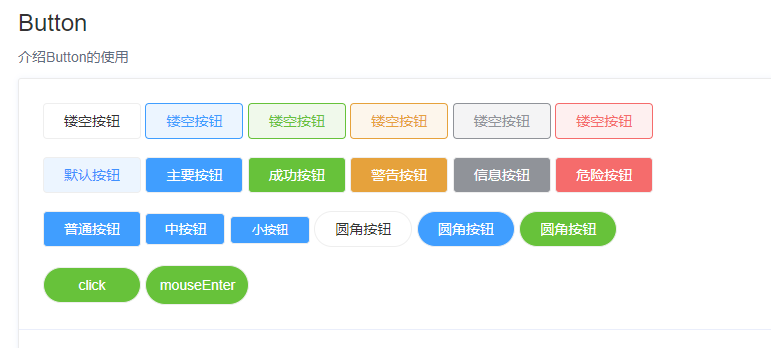 Button
介绍Button的使用
镂空按钮 镂空按钮 镂空按钮 镂空按钮 镂空按钮 镂空按钮
默认按钮 主要按钮 成功按钮 警告按钮 信息按钮 危险按钮
普通按钮 中按钮 小按钮 圆角按钮 圆角按钮 圆角按钮
click mouseEnter